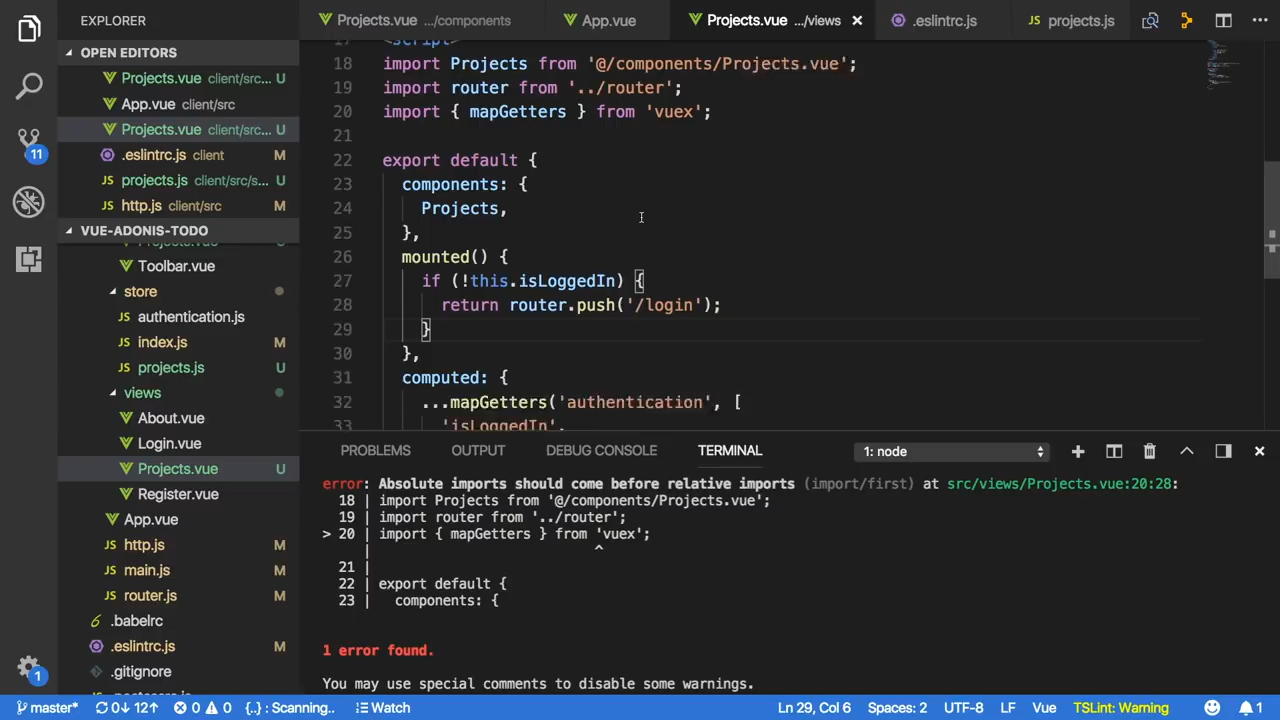 EXPLORER
OPEN EDITORS
Projects.vue client/src... U
App.vue client/src
Projects.vue client/src... U
.eslintrc.js client M
projects.js client/src/s... U
http.js client/src M
VUE-ADONIS-TODO
Toolbar.vue
store
authentication.js
index.js M
projects.js U
views
About.vue
Login.vue
Projects.vue U
Register.vue
App.vue
http.js M
main.js M
router.js M
.babelrc
.eslintrc.js M
.gitignore
11
1
Projects.vue .../components
App.vue
Projects.vue .../views ×
.eslintrc.js
JS projects.js
17 <script>
18 import Projects from '@/components/Projects.vue';
19 import router from '../router';
20 import { mapGetters } from 'vuex';
21
22 export default {
23 components: {
24 Projects,
25 },
26 mounted() {
27 if (!this.isLoggedIn) {
28 return router.push('/login');
29 }
30 },
31 computed: {
32 ...mapGetters('authentication', [
33 'isLoggedIn',
PROBLEMS OUTPUT DEBUG CONSOLE TERMINAL 1: node
error: Absolute imports should come before relative imports (import/first) at src/views/Projects.vue:20:28:
18 | import Projects from '@/components/Projects.vue';
19 | import router from '../router';
> 20 | import { mapGetters } from 'vuex';
| ^
21 |
22 | export default {
23 | components: {
1 error found.
You may use special comments to disable some warnings.
master* 0↓ 12↑ 0 0 {..} : Scanning.. Watch Ln 29, Col 6 Spaces: 2 UTF-8 LF Vue TSLint: Warning 1